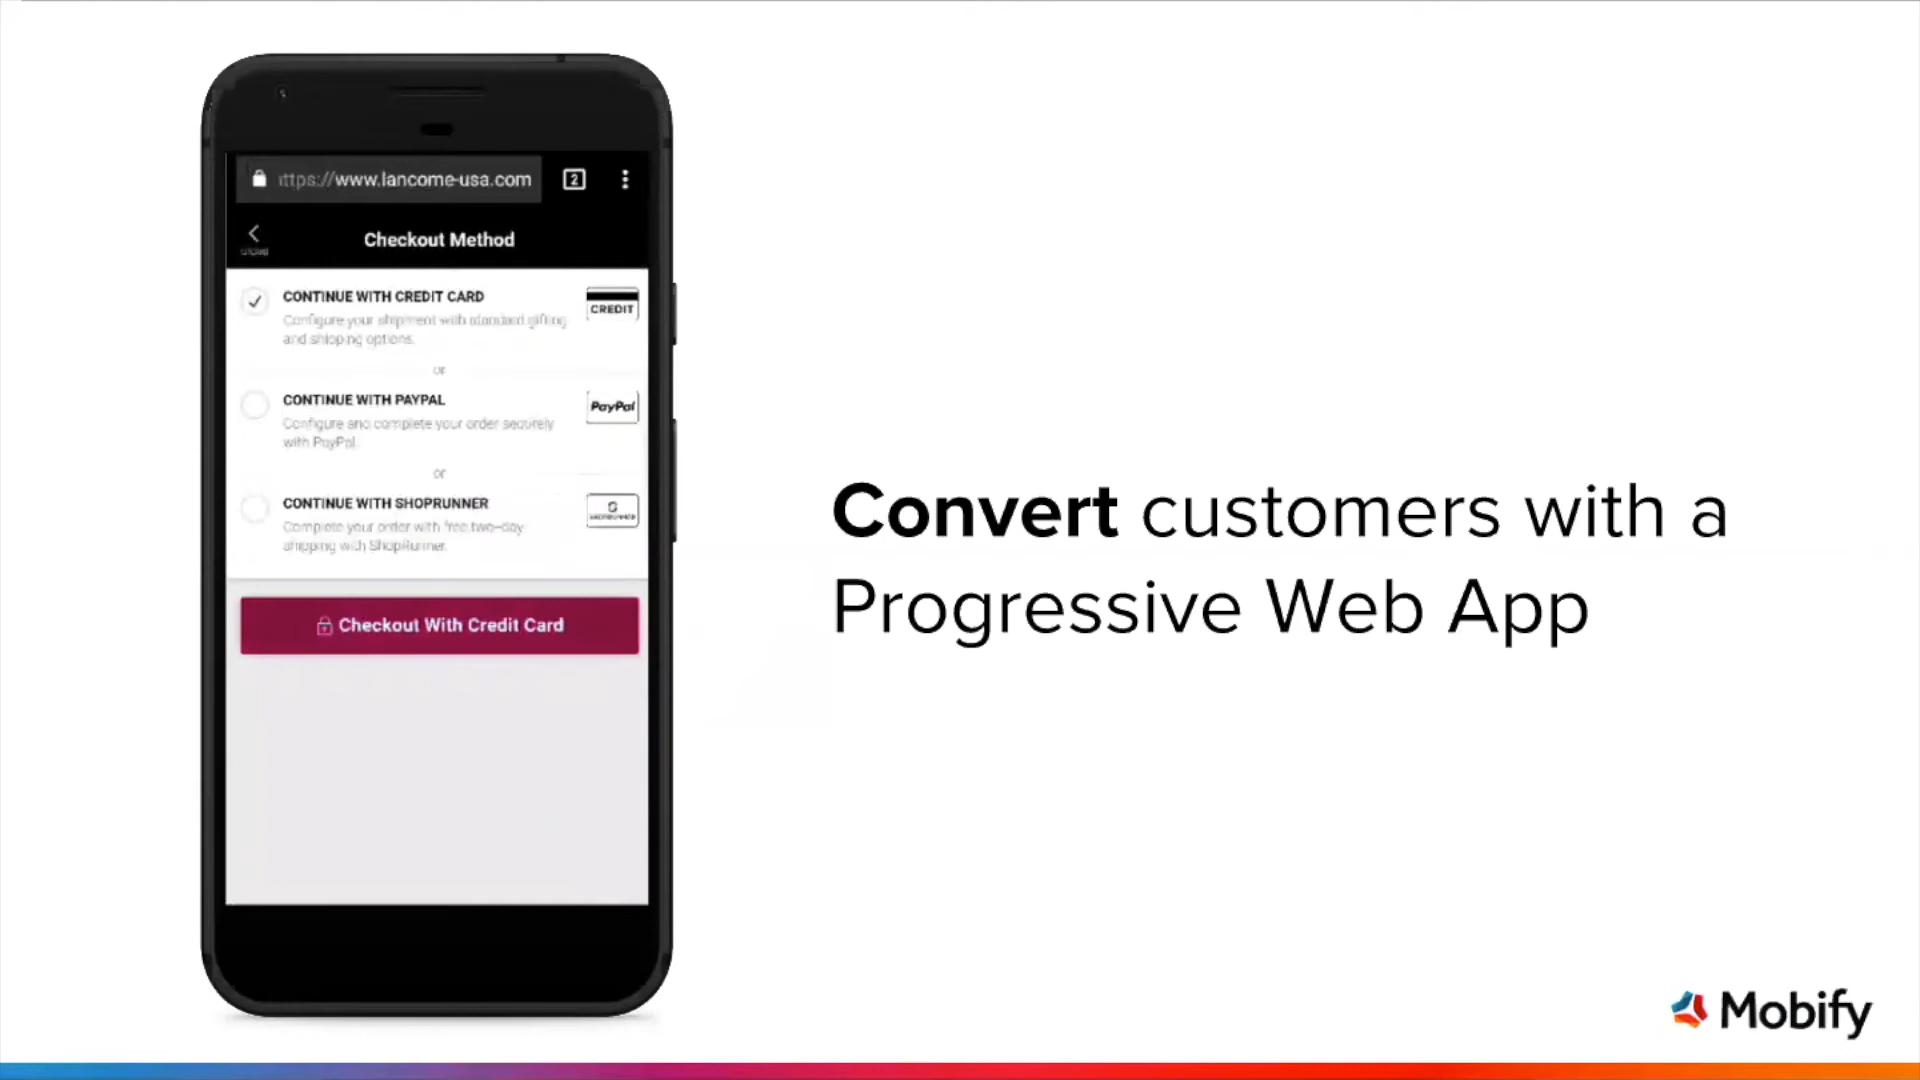 https://www.lancome-usa.com
2
Checkout Method
CONTINUE WITH CREDIT CARD
CREDIT
Configure your shipment with standard gifting
and shipping options.
or
CONTINUE WITH PAYPAL
PayPal
Configure and complete your order securely
with PayPal.
or
CONTINUE WITH SHOPRUNNER
Complete your order with free two-day
shipping with ShopRunner.
Checkout With Credit Card
Convert customers with a
Progressive Web App
Mobify